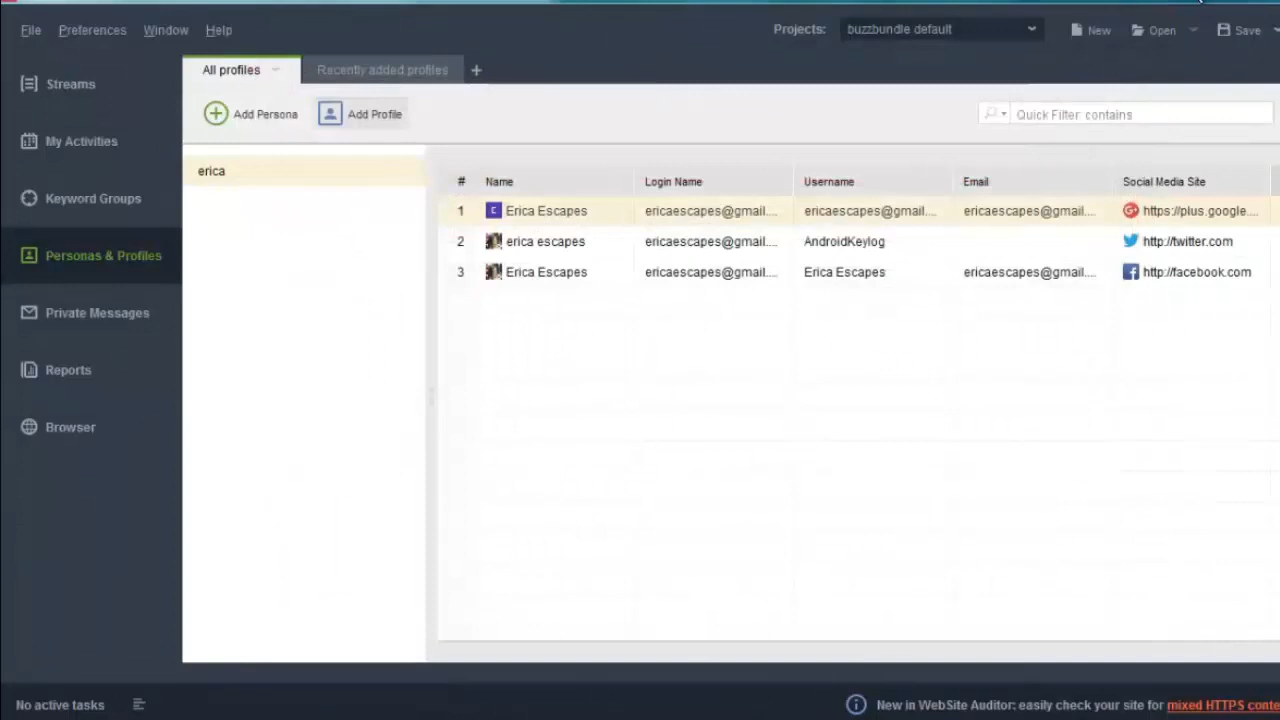 File Preferences Window Help Projects: buzzbundle default New Open Save
Streams
My Activities
Keyword Groups
Personas & Profiles
Private Messages
Reports
Browser
All profiles Recently added profiles +
Add Persona Add Profile Quick Filter: contains
erica
# Name Login Name Username Email Social Media Site
1 Erica Escapes ericaescapes@gmail.... ericaescapes@gmail.... ericaescapes@gmail.... https://plus.google....
2 erica escapes ericaescapes@gmail.... AndroidKeylog http://twitter.com
3 Erica Escapes ericaescapes@gmail.... Erica Escapes ericaescapes@gmail.... http://facebook.com
No active tasks New in WebSite Auditor: easily check your site for mixed HTTPS conte